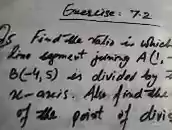 Exercise: 7.2
Find the ratio in which
line segment joining A(1,
B(-4,5) is divided by
x-axis. Also find the
of the point of divis